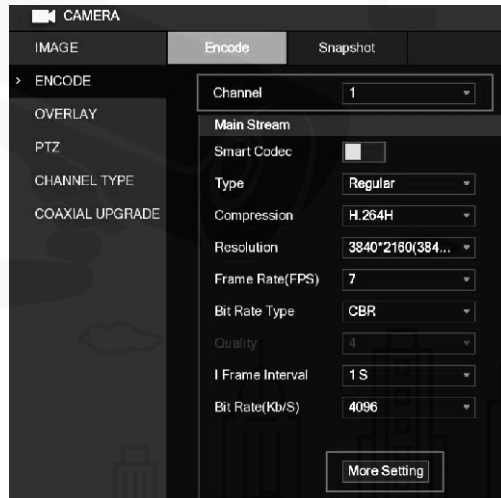 CAMERA
IMAGE
Encode Snapshot
> ENCODE
Channel 1
OVERLAY
Main Stream
PTZ
Smart Codec
CHANNEL TYPE
Type Regular
COAXIAL UPGRADE
Compression H.264H
Resolution 3840*2160(384...
Frame Rate(FPS) 7
Bit Rate Type CBR
Quality 4
I Frame Interval 1 S
Bit Rate(Kb/S) 4096
More Setting